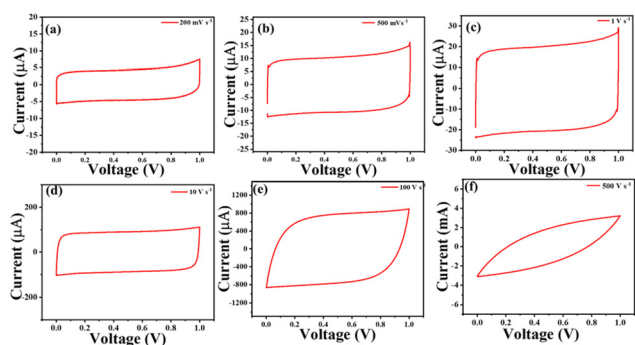 (a)
200 mV s⁻¹
25
20
15
10
5
0
-5
-10
-15
-20
Current (µA)
0.0 0.2 0.4 0.6 0.8 1.0
Voltage (V)
(b)
500 mVs⁻¹
25
20
15
10
5
0
-5
-10
-15
-20
-25
Current (µA)
0.0 0.2 0.4 0.6 0.8 1.0
Voltage (V)
(c)
1 V s⁻¹
30
20
10
0
-10
-20
-30
Current (µA)
0.0 0.2 0.4 0.6 0.8 1.0
Voltage (V)
(d)
10 V s⁻¹
200
0
-200
Current (µA)
0.0 0.2 0.4 0.6 0.8 1.0
Voltage (V)
(e)
100 V s
1200
800
400
0
-400
-800
-1200
Current (µA)
0.0 0.2 0.4 0.6 0.8 1.0
Voltage (V)
(f)
500 V s⁻¹
6
4
2
0
-2
-4
-6
Current (mA)
0.0 0.2 0.4 0.6 0.8 1.0
Voltage (V)